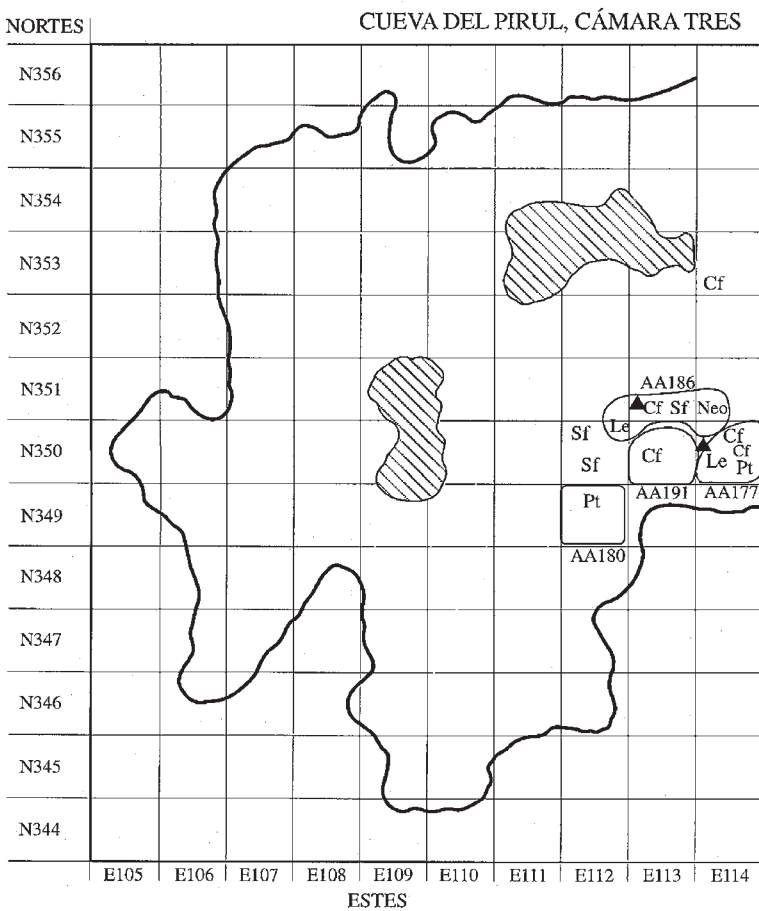 NORTES
CUEVA DEL PIRUL, CÁMARA TRES
N356
N355
N354
N353
Cf
N352
N351
AA186
Cf Sf Neo
Le
N350
Sf
Cf
Cf
Cf
Sf
Le
Pt
AA191
AA177
N349
Pt
AA180
N348
N347
N346
N345
N344
E105
E106
E107
E108
E109
E110
E111
E112
E113
E114
ESTES